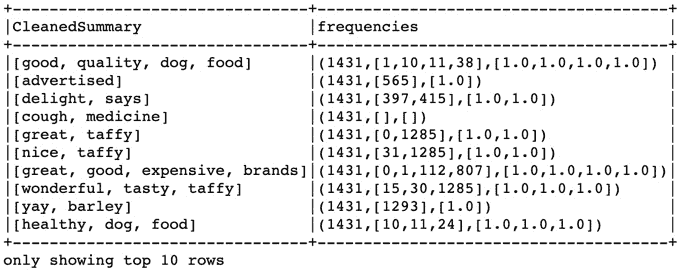 +-------------------------------+-------------------------------------+
|CleanedSummary                 |frequencies                          |
+-------------------------------+-------------------------------------+
|[good, quality, dog, food]     |(1431,[1,10,11,38],[1.0,1.0,1.0,1.0])|
|[advertised]                   |(1431,[565],[1.0])                   |
|[delight, says]                |(1431,[397,415],[1.0,1.0])           |
|[cough, medicine]              |(1431,[],[])                         |
|[great, taffy]                 |(1431,[0,1285],[1.0,1.0])            |
|[nice, taffy]                  |(1431,[31,1285],[1.0,1.0])           |
|[great, good, expensive, brands]|(1431,[0,1,112,807],[1.0,1.0,1.0,1.0])|
|[wonderful, tasty, taffy]      |(1431,[15,30,1285],[1.0,1.0,1.0])    |
|[yay, barley]                  |(1431,[1293],[1.0])                  |
|[healthy, dog, food]           |(1431,[10,11,24],[1.0,1.0,1.0])      |
+-------------------------------+-------------------------------------+
only showing top 10 rows